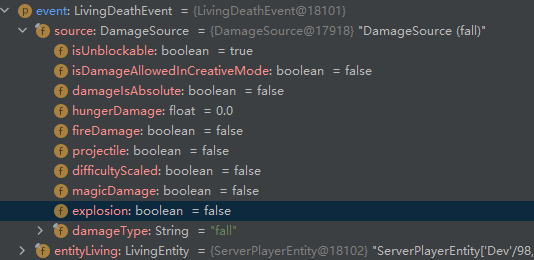 p event: LivingDeathEvent = {LivingDeathEvent@18101}
f source: DamageSource = {DamageSource@17918} "DamageSource (fall)"
f isUnblockable: boolean = true
f isDamageAllowedInCreativeMode: boolean = false
f damageIsAbsolute: boolean = false
f hungerDamage: float = 0.0
f fireDamage: boolean = false
f projectile: boolean = false
f difficultyScaled: boolean = false
f magicDamage: boolean = false
f explosion: boolean = false
f damageType: String = "fall"
f entityLiving: LivingEntity = {ServerPlayerEntity@18102} "ServerPlayerEntity['Dev'/98,